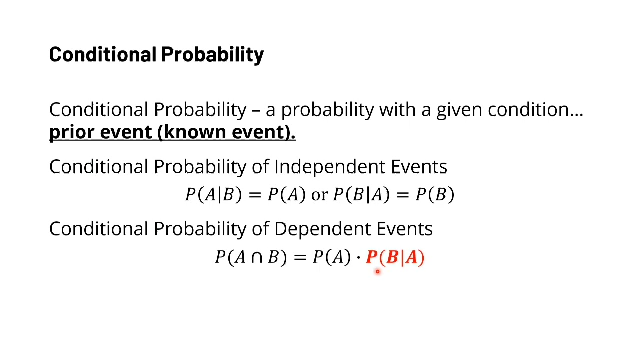 Conditional Probability
Conditional Probability – a probability with a given condition...
prior event (known event).
Conditional Probability of Independent Events
P(A|B) = P(A) or P(B|A) = P(B)
Conditional Probability of Dependent Events
P(A ∩ B) = P(A) · P(B|A)